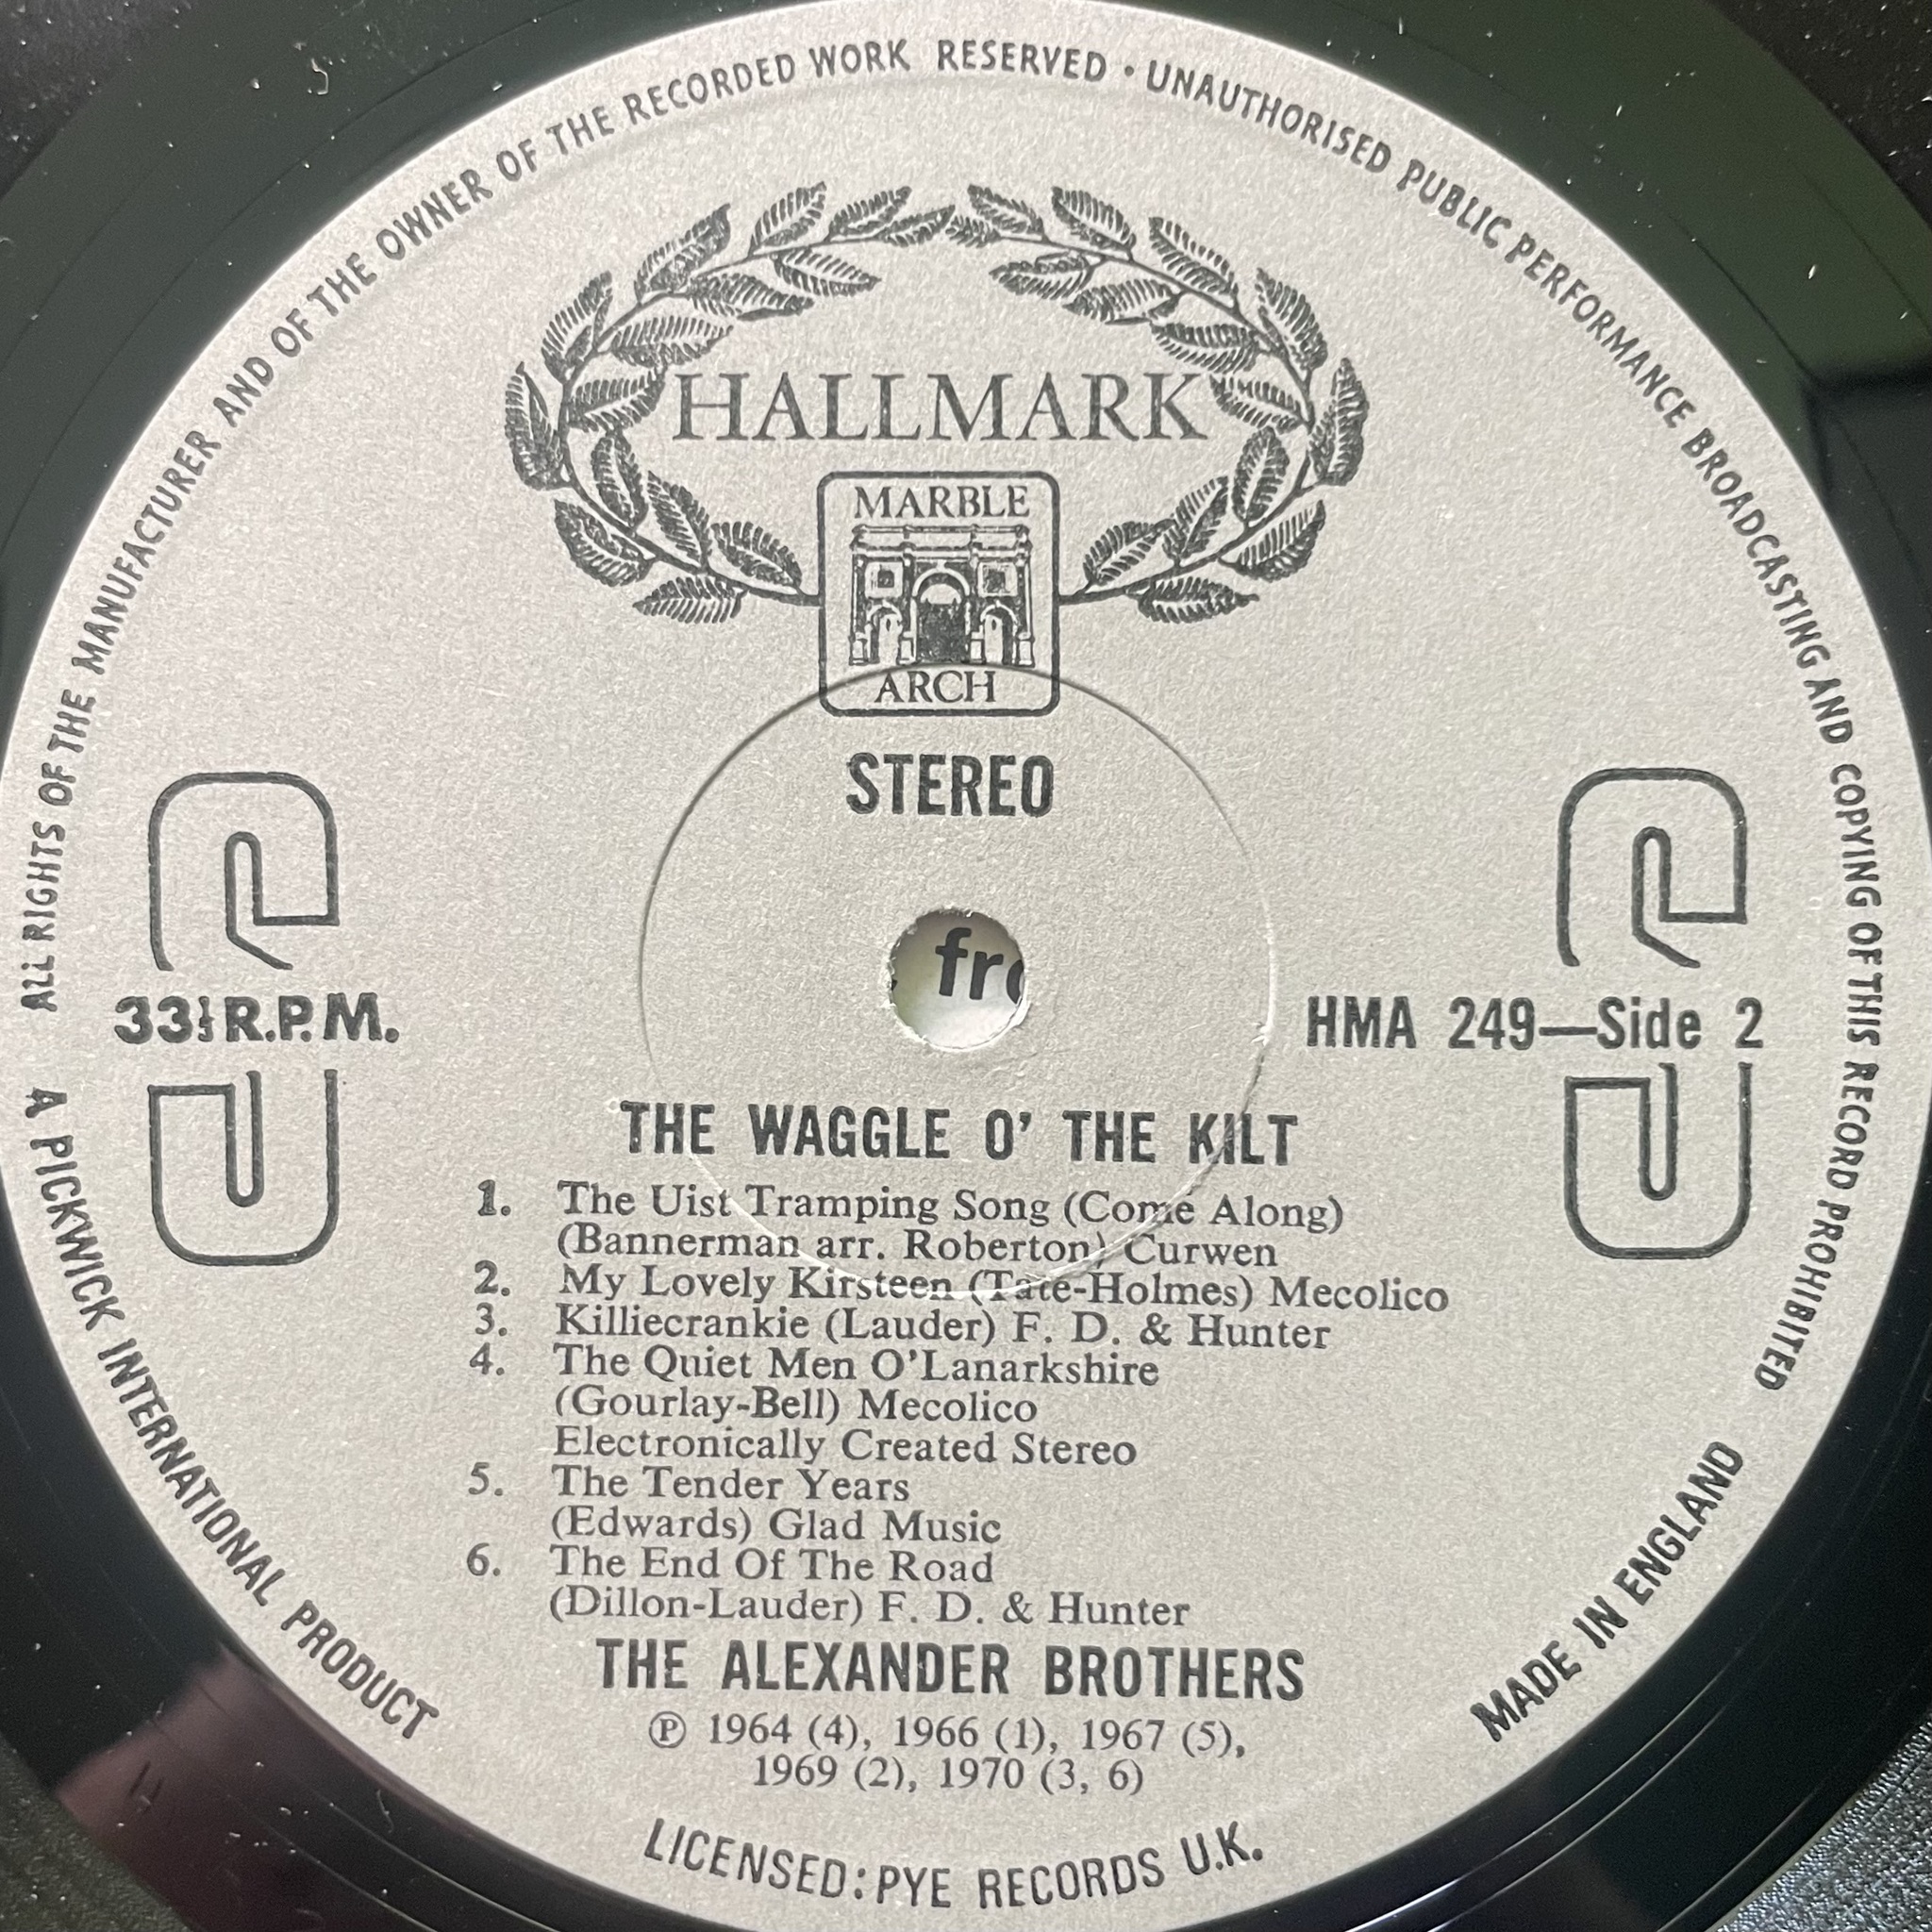 ALL RIGHTS OF THE MANUFACTURER AND OF THE OWNER OF THE RECORDED WORK RESERVED · UNAUTHORISED PUBLIC PERFORMANCE BROADCASTING AND COPYING OF THIS RECORD PROHIBITED
HALLMARK
MARBLE
ARCH
STEREO
fr
33⅓ R.P.M.
HMA 249—Side 2
THE WAGGLE O' THE KILT
1. The Uist Tramping Song (Come Along)
(Bannerman arr. Roberton) Curwen
2. My Lovely Kirsteen (Tate-Holmes) Mecolico
3. Killiecrankie (Lauder) F. D. & Hunter
4. The Quiet Men O'Lanarkshire
(Gourlay-Bell) Mecolico
Electronically Created Stereo
5. The Tender Years
(Edwards) Glad Music
6. The End Of The Road
(Dillon-Lauder) F. D. & Hunter
THE ALEXANDER BROTHERS
Ⓟ 1964 (4), 1966 (1), 1967 (5),
1969 (2), 1970 (3, 6)
A PICKWICK INTERNATIONAL PRODUCT
LICENSED: PYE RECORDS U.K.
MADE IN ENGLAND